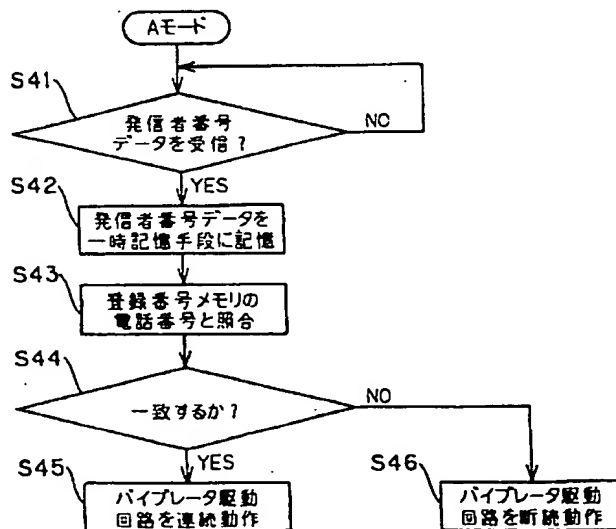 Aモード
S41
発信者番号
データを受信?
NO
YES
S42
発信者番号データを
一時記憶手段に記憶
S43
登録番号メモリの
電話番号と照合
S44
一致するか?
NO
YES
S45
バイブレータ駆動
回路を連続動作
S46
バイブレータ駆動
回路を断続動作